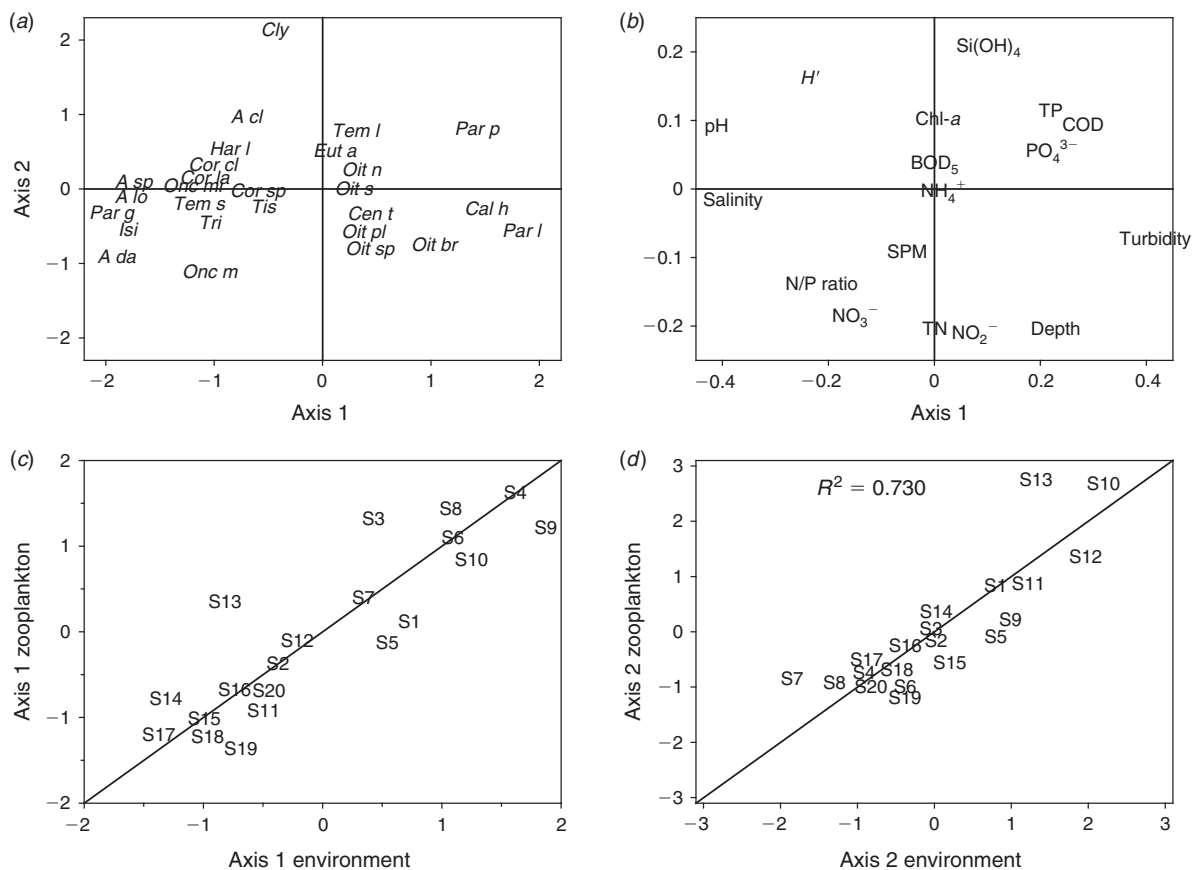 (a)
Axis 2
2
1
0
−1
−2
Cly
A cl
Tem l
Par p
Har l
Eut a
Cor cl
Oit n
Cor la
A sp
Onc mi
Cor sp
Oit s
A lo
Tem s
Tis
Par g
Cen t
Cal h
Tri
Isi
Oit pl
Par l
Oit sp
Oit br
A da
Onc m
−2 −1 0 1 2
Axis 1
(b)
0.2
0.1
0
−0.1
−0.2
Si(OH)4
H′
TP
Chl-a
COD
pH
PO43−
BOD5
NH4+
Salinity
Turbidity
SPM
N/P ratio
NO3−
TN
NO2−
Depth
−0.4 −0.2 0 0.2 0.4
Axis 1
(c)
Axis 1 zooplankton
2
1
0
−1
−2
S4
S8
S3
S9
S6
S10
S7
S13
S1
S12
S5
S2
S16
S20
S14
S11
S15
S17
S18
S19
−2 −1 0 1 2
Axis 1 environment
(d)
Axis 2 zooplankton
3
2
1
0
−1
−2
−3
R2 = 0.730
S13
S10
S12
S1
S11
S14
S9
S3
S5
S2
S16
S17
S15
S4
S18
S7
S8
S20
S6
S19
−3 −2 −1 0 1 2 3
Axis 2 environment